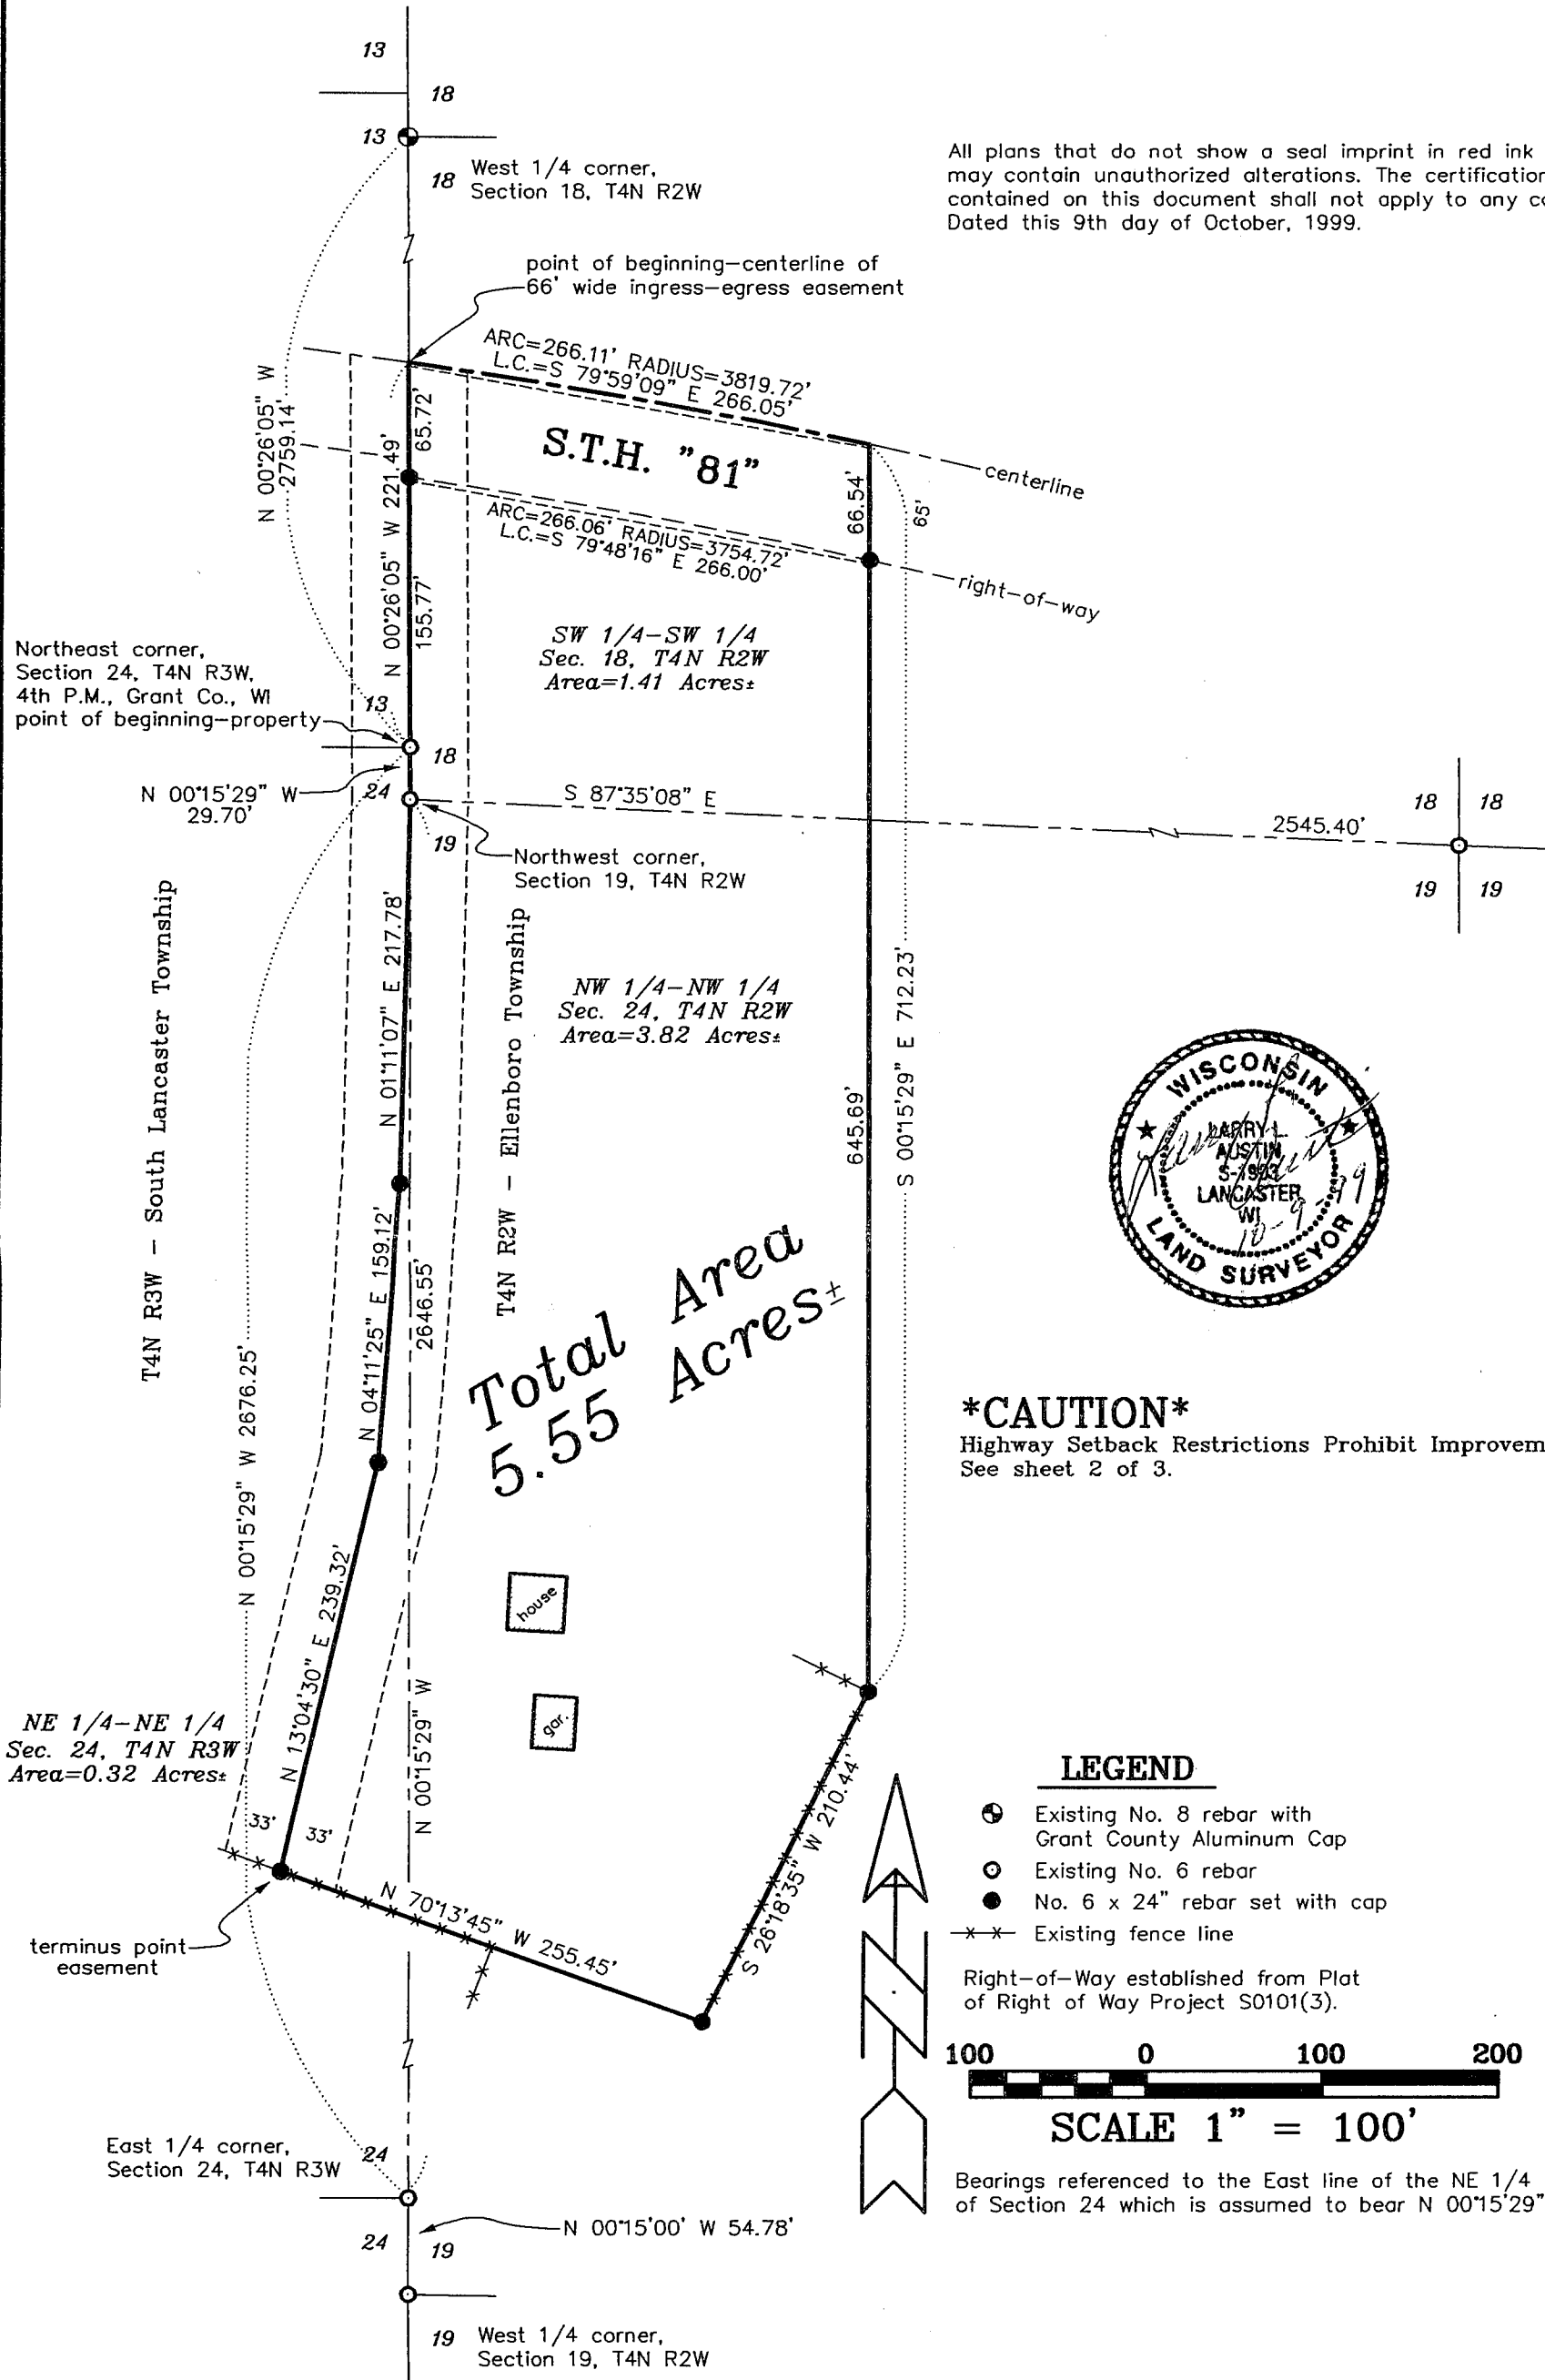 13
18
13
18
West 1/4 corner,
Section 18, T4N R2W
All plans that do not show a seal imprint in red ink
may contain unauthorized alterations. The certification
contained on this document shall not apply to any
Dated this 9th day of October, 1999.
point of beginning-centerline of
66' wide ingress-egress easement
ARC=266.11' RADIUS=3819.72'
L.C.=S 79°59'09" E 266.05'
N 00°26'05" W
2759.14'
65.72'
S.T.H. "81"
centerline
N 00°26'05" W 221.49'
66.54'
65'
ARC=266.06' RADIUS=3754.72'
L.C.=S 79°48'16" E 266.00'
155.77'
right-of-way
SW 1/4-SW 1/4
Sec. 18, T4N R2W
Area=1.41 Acres±
Northeast corner,
Section 24, T4N R3W,
4th P.M., Grant Co., WI
point of beginning-property
13
18
N 00°15'29" W
29.70'
24
19
S 87°35'08" E
2545.40'
18 18
19 19
Northwest corner,
Section 19, T4N R2W
T4N R3W - South Lancaster Township
N 01°11'07" E 217.78'
T4N R2W - Ellenboro Township
NW 1/4-NW 1/4
Sec. 24, T4N R2W
Area=3.82 Acres±
645.69'
S 00°15'29" E 712.23'
WISCONSIN
LARRY L.
AUSTIN
LANCASTER
WI
10-9-99
LAND SURVEYOR
N 04°11'25" E 159.12'
2646.55'
Total Area
5.55 Acres±
N 00°15'29" W 2676.25'
*CAUTION*
Highway Setback Restrictions Prohibit
See sheet 2 of 3.
N 13°04'30" E 239.32'
house
gar.
N 00°15'29" W
NE 1/4-NE 1/4
Sec. 24, T4N R3W
Area=0.32 Acres±
33'
33'
S 26°18'35" W 210.44'
N 70°13'45" W 255.45'
terminus point
easement
LEGEND
Existing No. 8 rebar with
Grant County Aluminum Cap
Existing No. 6 rebar
No. 6 x 24" rebar set with cap
Existing fence line
Right-of-Way established from Plat
of Right of Way Project S0101(3).
100 0 100 200
SCALE 1" = 100'
Bearings referenced to the East line of the NE 1/4
of Section 24 which is assumed to bear N 00°15'29"
East 1/4 corner,
Section 24, T4N R3W
24
24
19
N 00°15'00' W 54.78'
19
West 1/4 corner,
Section 19, T4N R2W